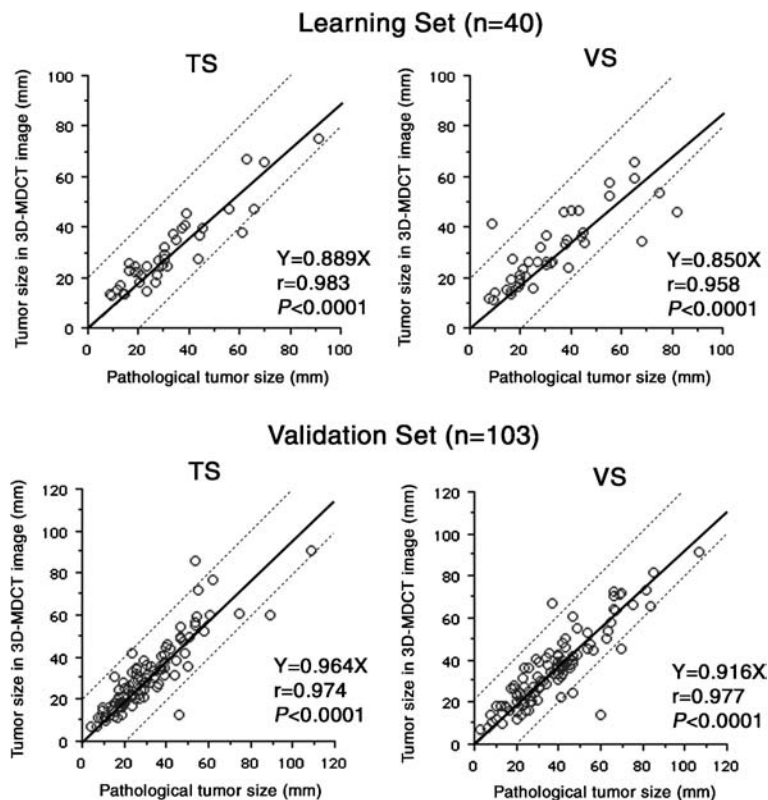 Learning Set (n=40)
TS
VS
Tumor size in 3D-MDCT image (mm)
100
80
60
40
20
0
0 20 40 60 80 100
Pathological tumor size (mm)
Y=0.889X
r=0.983
P<0.0001
Tumor size in 3D-MDCT image (mm)
100
80
60
40
20
0
0 20 40 60 80 100
Pathological tumor size (mm)
Y=0.850X
r=0.958
P<0.0001
Validation Set (n=103)
TS
VS
Tumor size in 3D-MDCT image (mm)
120
100
80
60
40
20
0
0 20 40 60 80 100 120
Pathological tumor size (mm)
Y=0.964X
r=0.974
P<0.0001
Tumor size in 3D-MDCT image (mm)
120
100
80
60
40
20
0
0 20 40 60 80 100 120
Pathological tumor size (mm)
Y=0.916X
r=0.977
P<0.0001